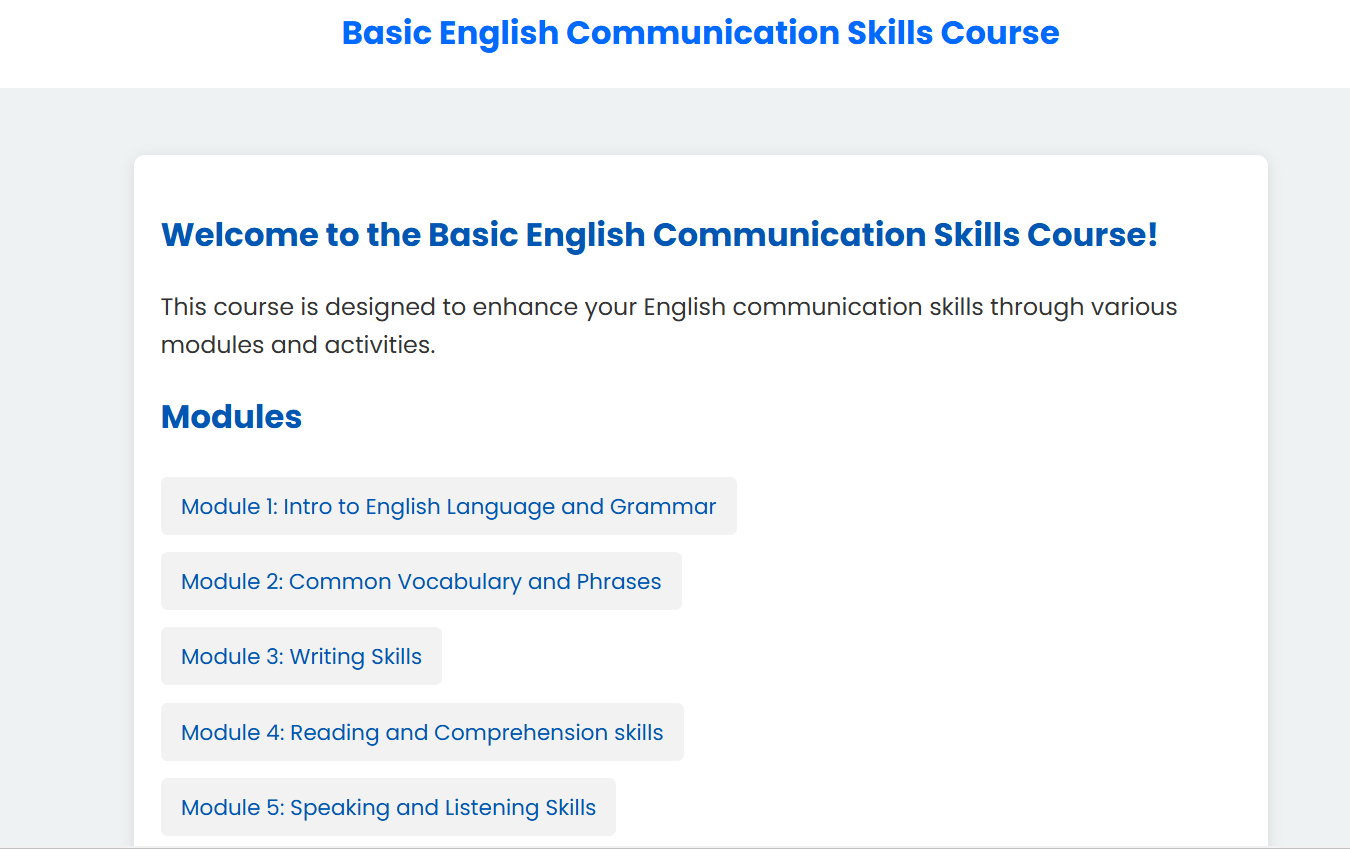 Basic English Communication Skills Course
Welcome to the Basic English Communication Skills Course!
This course is designed to enhance your English communication skills through various
modules and activities.
Modules
Module 1: Intro to English Language and Grammar
Module 2: Common Vocabulary and Phrases
Module 3: Writing Skills
Module 4: Reading and Comprehension skills
Module 5: Speaking and Listening Skills